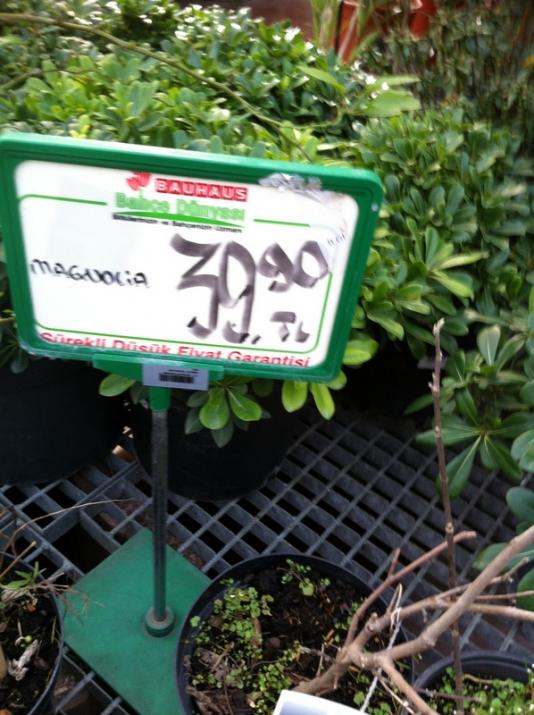 BAUHAUS
Bahçe Dünyası
MAGNOLIA 39,90 TL
Sürekli Düşük Fiyat Garantisi